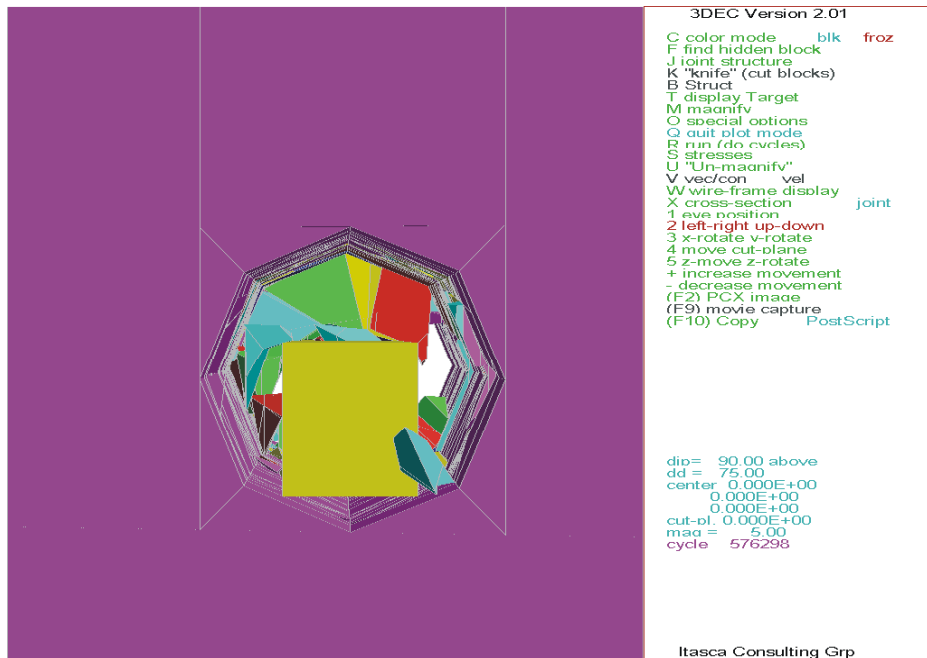 3DEC Version 2.01
C color mode blk froz
F find hidden block
J joint structure
K "knife" (cut blocks)
B Struct
T display Target
M magnify
O special options
Q quit plot mode
R run (do cycles)
S stresses
U "Un-magnify"
V vec/con vel
W wire-frame display
X cross-section joint
1 eye position
2 left-right up-down
3 x-rotate y-rotate
4 move cut-plane
5 z-move z-rotate
+ increase movement
- decrease movement
(F2) PCX image
(F9) movie capture
(F10) Copy PostScript
dip= 90.00 above
dd = 75.00
center 0.000E+00
0.000E+00
0.000E+00
cut-pl. 0.000E+00
mag = 5.00
cycle 576298
Itasca Consulting Grp